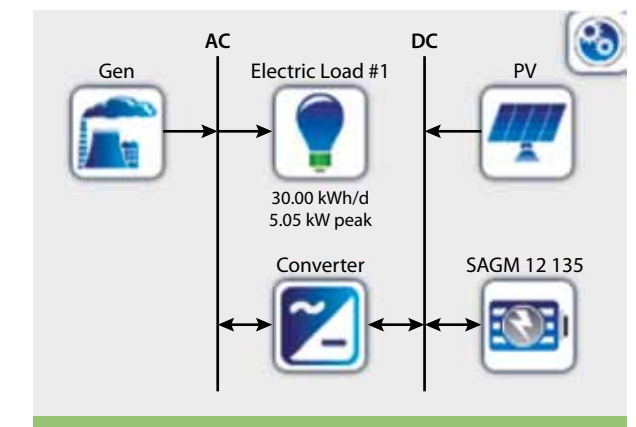 AC
DC
Gen
Electric Load #1
PV
30.00 kWh/d
5.05 kW peak
Converter
SAGM 12 135